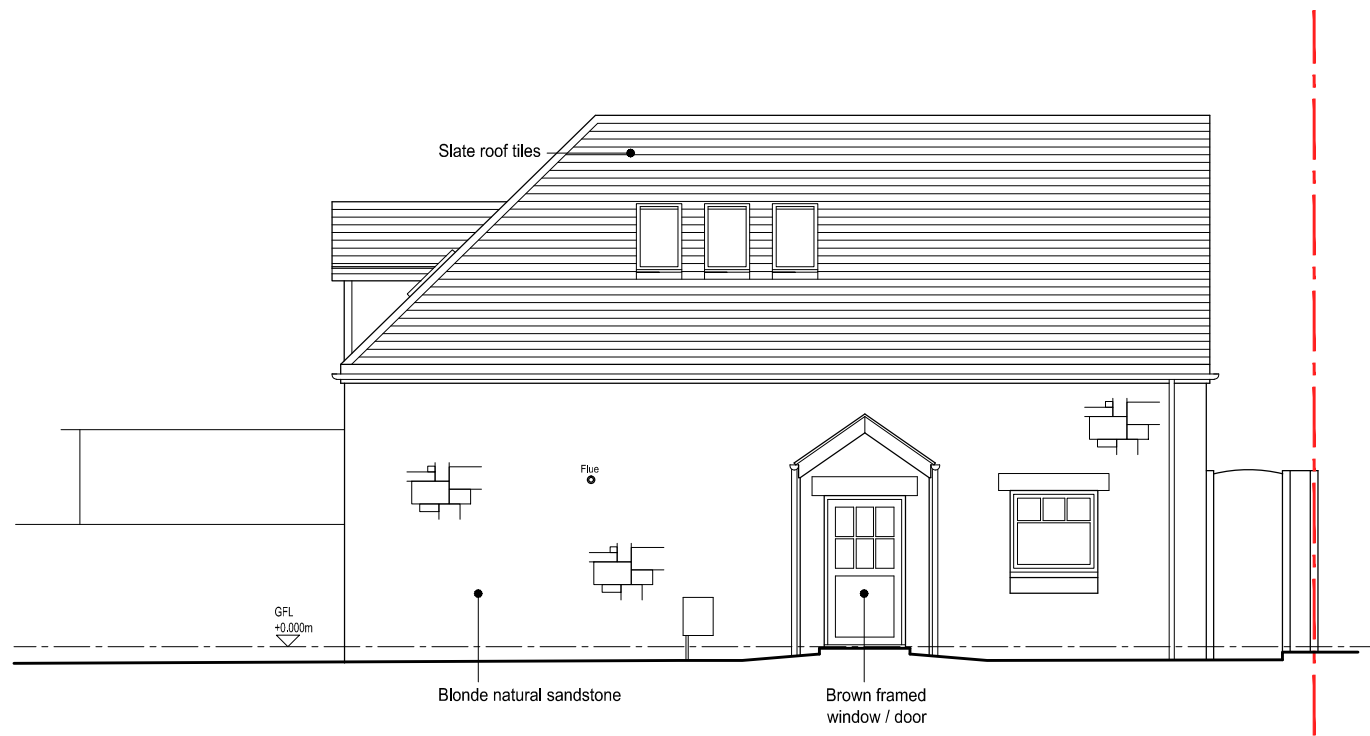 Slate roof tiles
Flue
GFL
+0.000m
Blonde natural sandstone
Brown framed
window / door